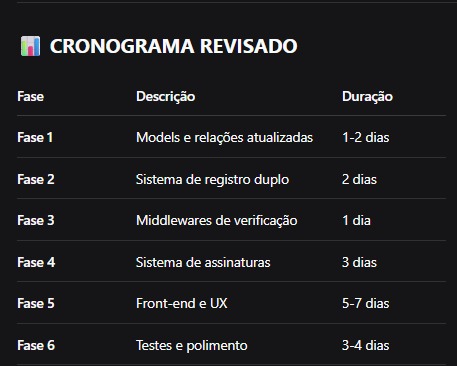 CRONOGRAMA REVISADO
Fase Descrição Duração
Fase 1 Models e relações atualizadas 1-2 dias
Fase 2 Sistema de registro duplo 2 dias
Fase 3 Middlewares de verificação 1 dia
Fase 4 Sistema de assinaturas 3 dias
Fase 5 Front-end e UX 5-7 dias
Fase 6 Testes e polimento 3-4 dias